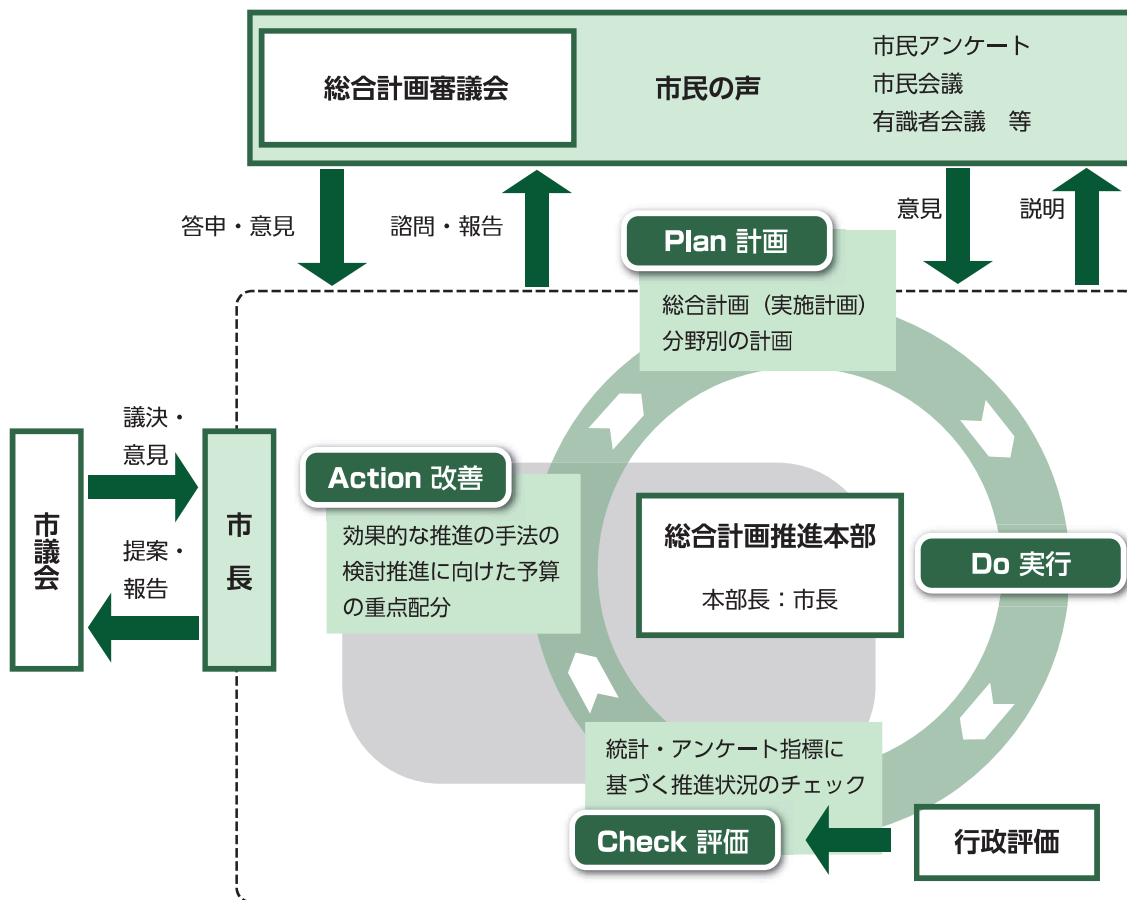 総合計画審議会
市民の声
市民アンケート
市民会議
有識者会議　等
答申・意見
諮問・報告
意見
説明
Plan 計画
総合計画（実施計画）
分野別の計画
議決・
意見
提案・
報告
市議会
市長
Action 改善
効果的な推進の手法の
検討推進に向けた予算
の重点配分
総合計画推進本部
本部長：市長
Do 実行
統計・アンケート指標に
基づく推進状況のチェック
Check 評価
行政評価